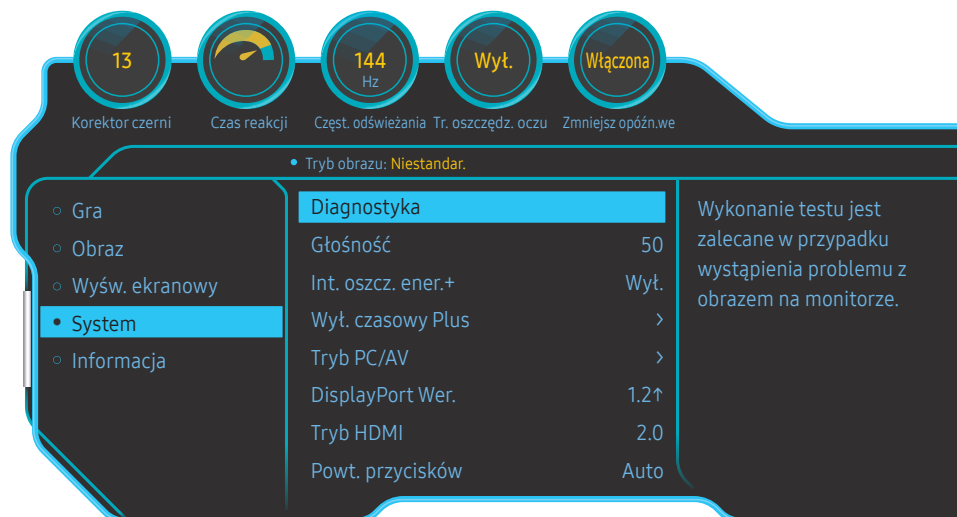 13
144
Hz
Wył.
Włączona
Korektor czerni
Czas reakcji
Częst. odświeżania
Tr. oszczędz. oczu
Zmniejsz opóźn.we
Tryb obrazu: Niestandar.
Gra
Obraz
Wyśw. ekranowy
System
Informacja
Diagnostyka
Głośność 50
Int. oszcz. ener.+ Wył.
Wył. czasowy Plus >
Tryb PC/AV >
DisplayPort Wer. 1.2↑
Tryb HDMI 2.0
Powt. przycisków Auto
Wykonanie testu jest
zalecane w przypadku
wystąpienia problemu z
obrazem na monitorze.